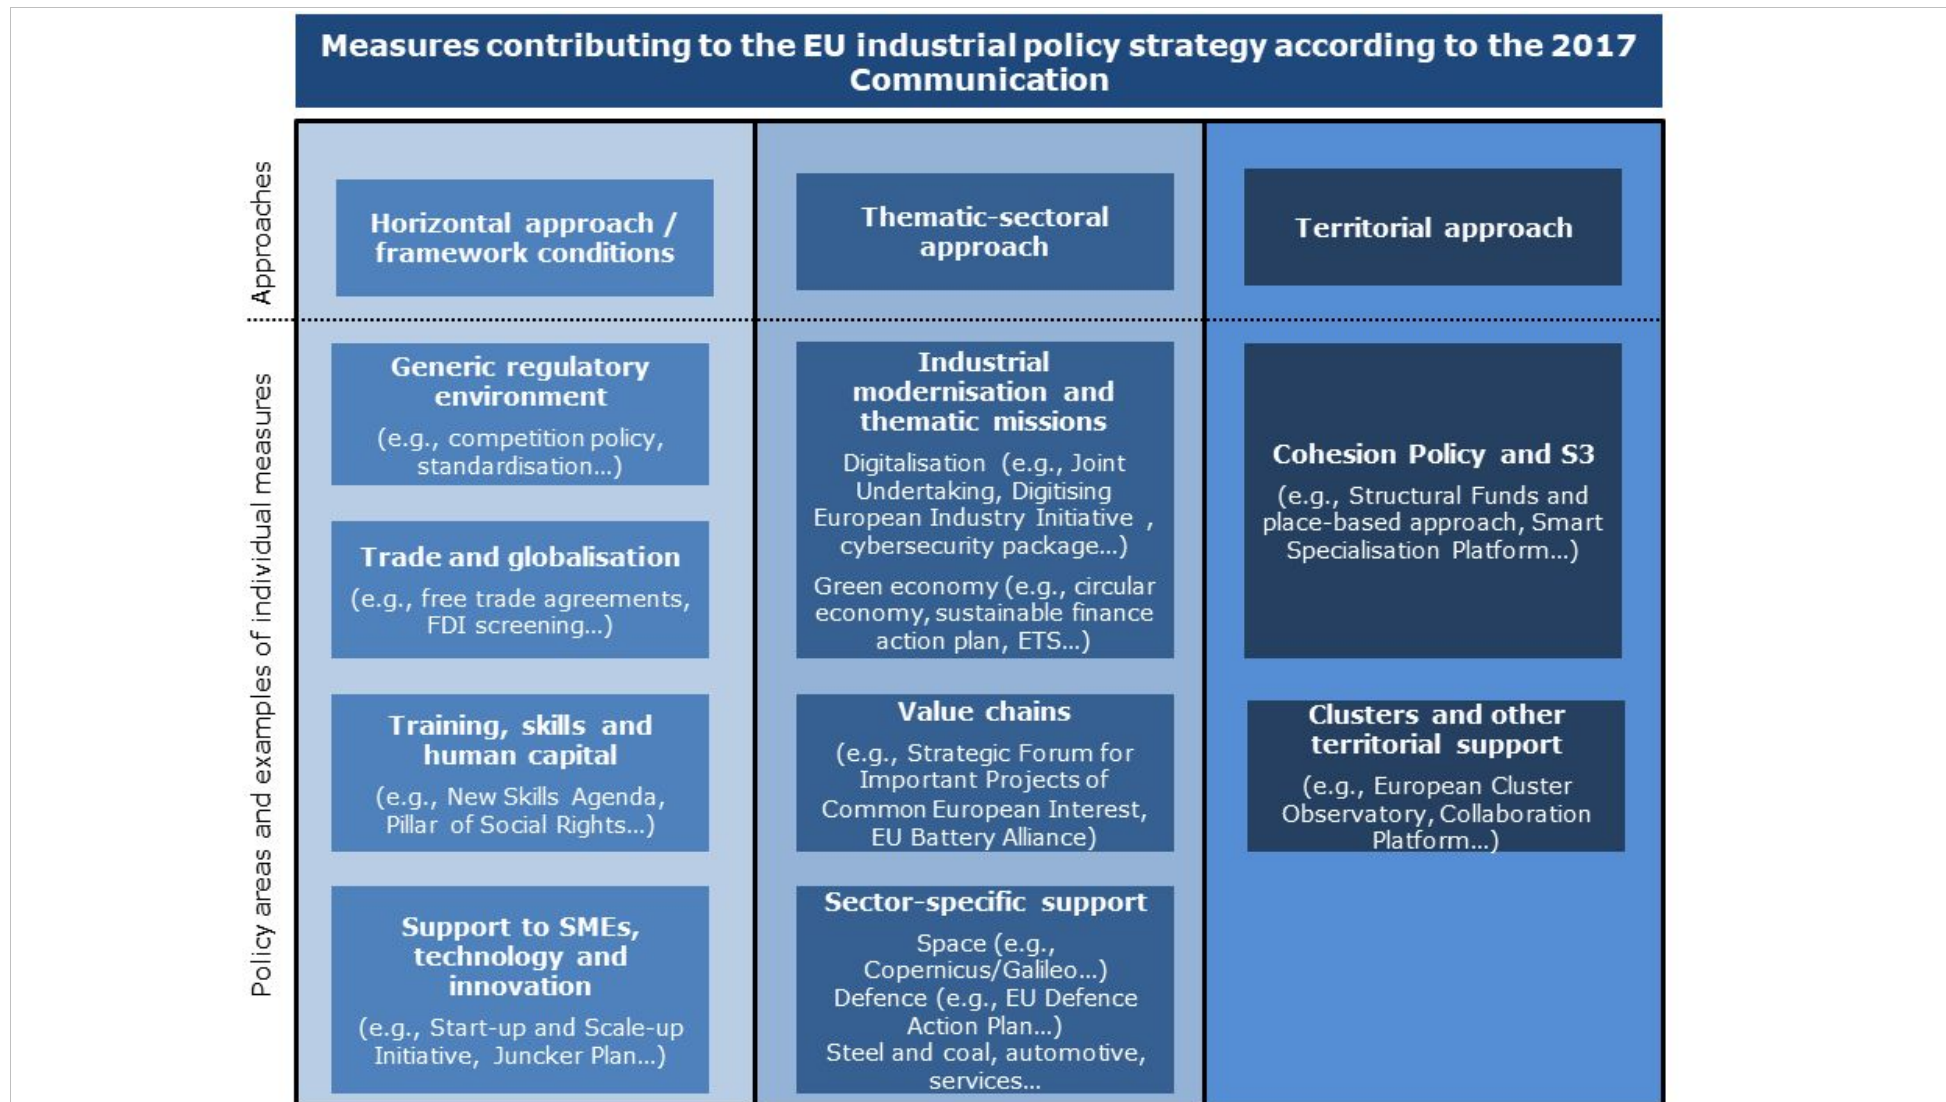 Measures contributing to the EU industrial policy strategy according to the 2017
Communication
Approaches
Horizontal approach /
framework conditions
Thematic-sectoral
approach
Territorial approach
Policy areas and examples of individual measures
Generic regulatory
environment
(e.g., competition policy,
standardisation...)
Trade and globalisation
(e.g., free trade agreements,
FDI screening...)
Training, skills and
human capital
(e.g., New Skills Agenda,
Pillar of Social Rights...)
Support to SMEs,
technology and
innovation
(e.g., Start-up and Scale-up
Initiative, Juncker Plan...)
Industrial
modernisation and
thematic missions
Digitalisation (e.g., Joint
Undertaking, Digitising
European Industry Initiative ,
cybersecurity package...)
Green economy (e.g., circular
economy, sustainable finance
action plan, ETS...)
Value chains
(e.g., Strategic Forum for
Important Projects of
Common European Interest,
EU Battery Alliance)
Sector-specific support
Space (e.g.,
Copernicus/Galileo...)
Defence (e.g., EU Defence
Action Plan...)
Steel and coal, automotive,
services...
Cohesion Policy and S3
(e.g., Structural Funds and
place-based approach, Smart
Specialisation Platform...)
Clusters and other
territorial support
(e.g., European Cluster
Observatory, Collaboration
Platform...)